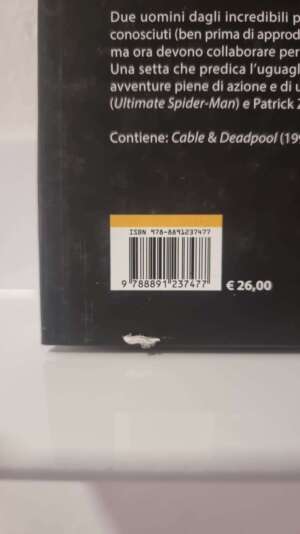 Due uomini dagli incredibili p
conosciuti (ben prima di approd
ma ora devono collaborare per
Una setta che predica l'uguagl
avventure piene di azione e di u
(Ultimate Spider-Man) e Patrick Z
Contiene: Cable & Deadpool (199
ISBN 978-8891237477
9 788891 237477
€ 26,00